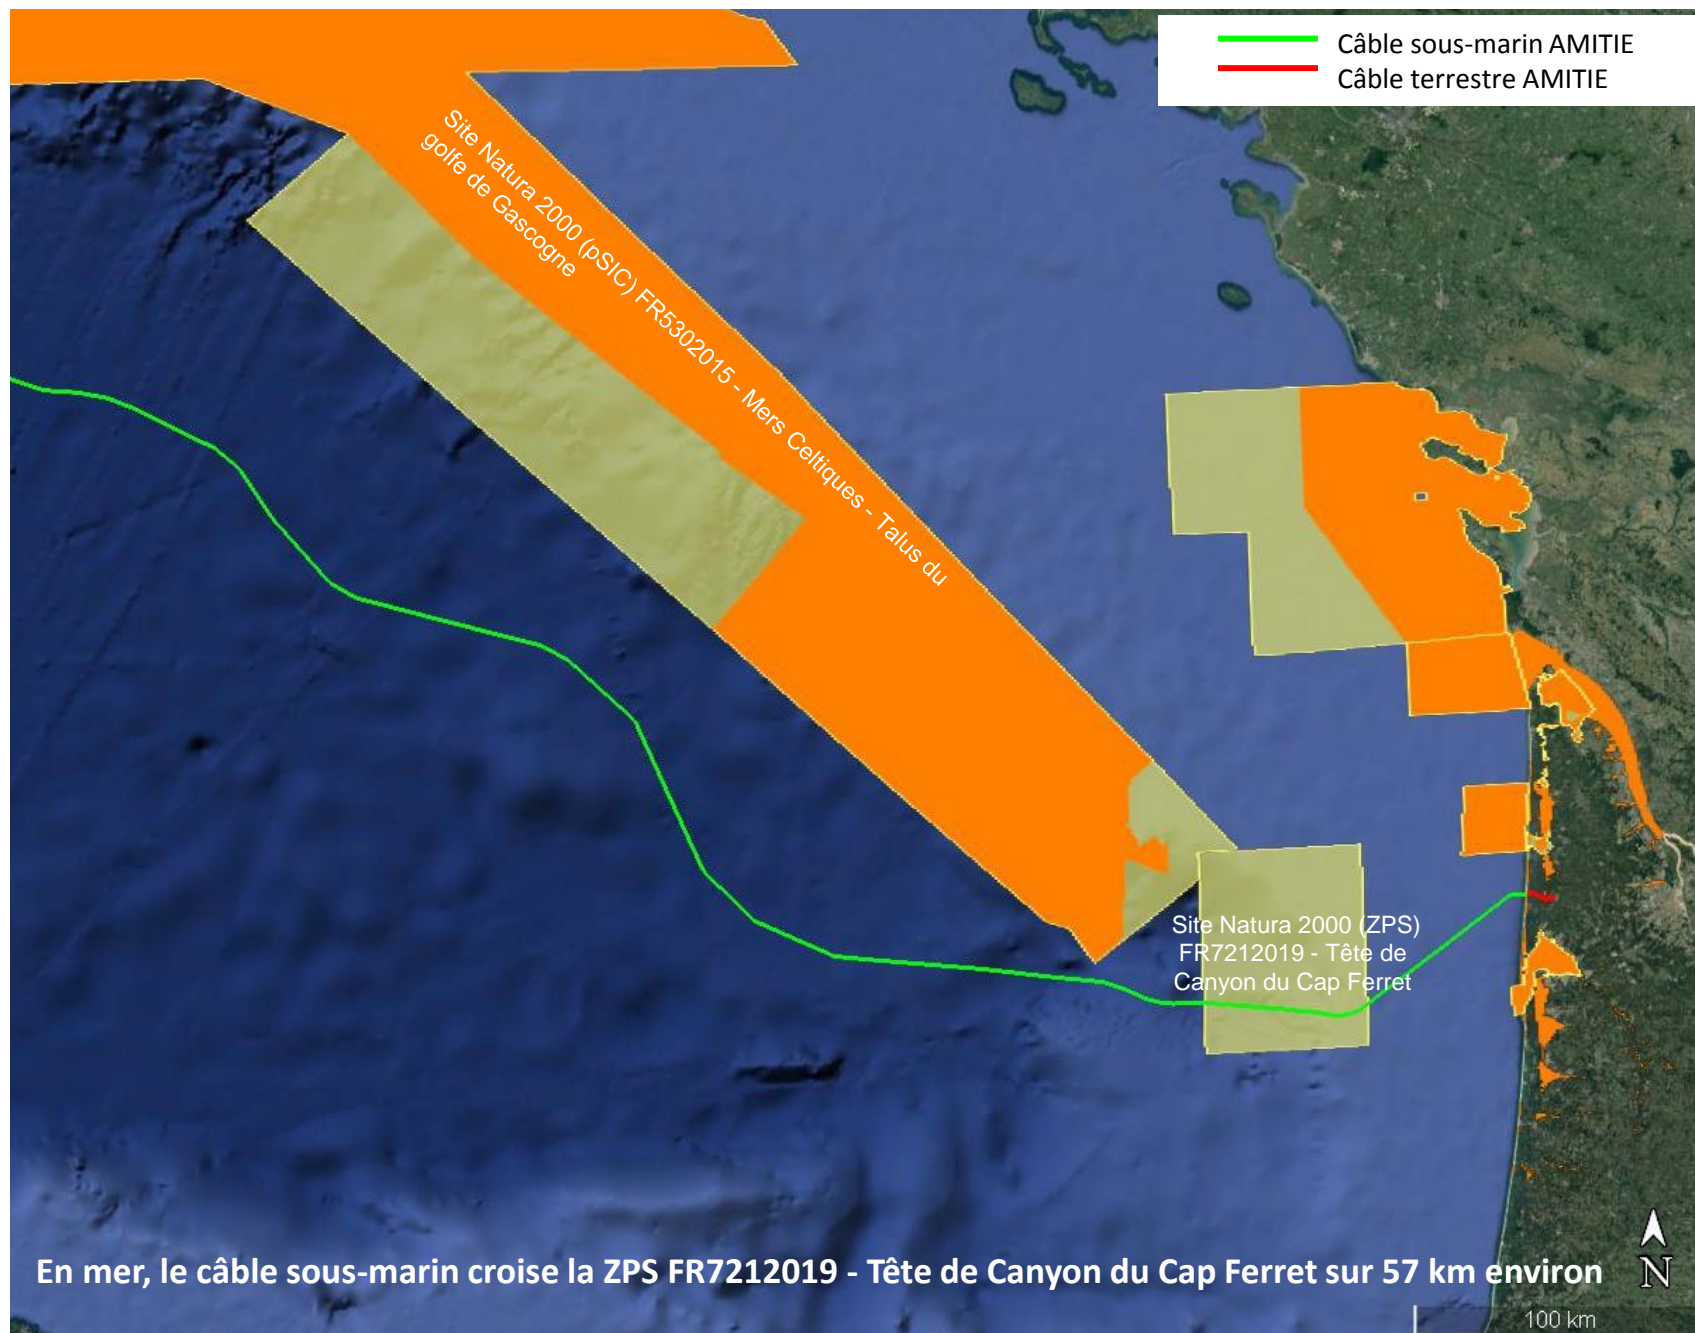 Câble sous-marin AMITIE
Câble terrestre AMITIE
Site Natura 2000 (pSIC) FR5302015 - Mers Celtiques - Talus du
golfe de Gascogne
Site Natura 2000 (ZPS)
FR7212019 - Tête de
Canyon du Cap Ferret
En mer, le câble sous-marin croise la ZPS FR7212019 - Tête de Canyon du Cap Ferret sur 57 km environ
N
100 km